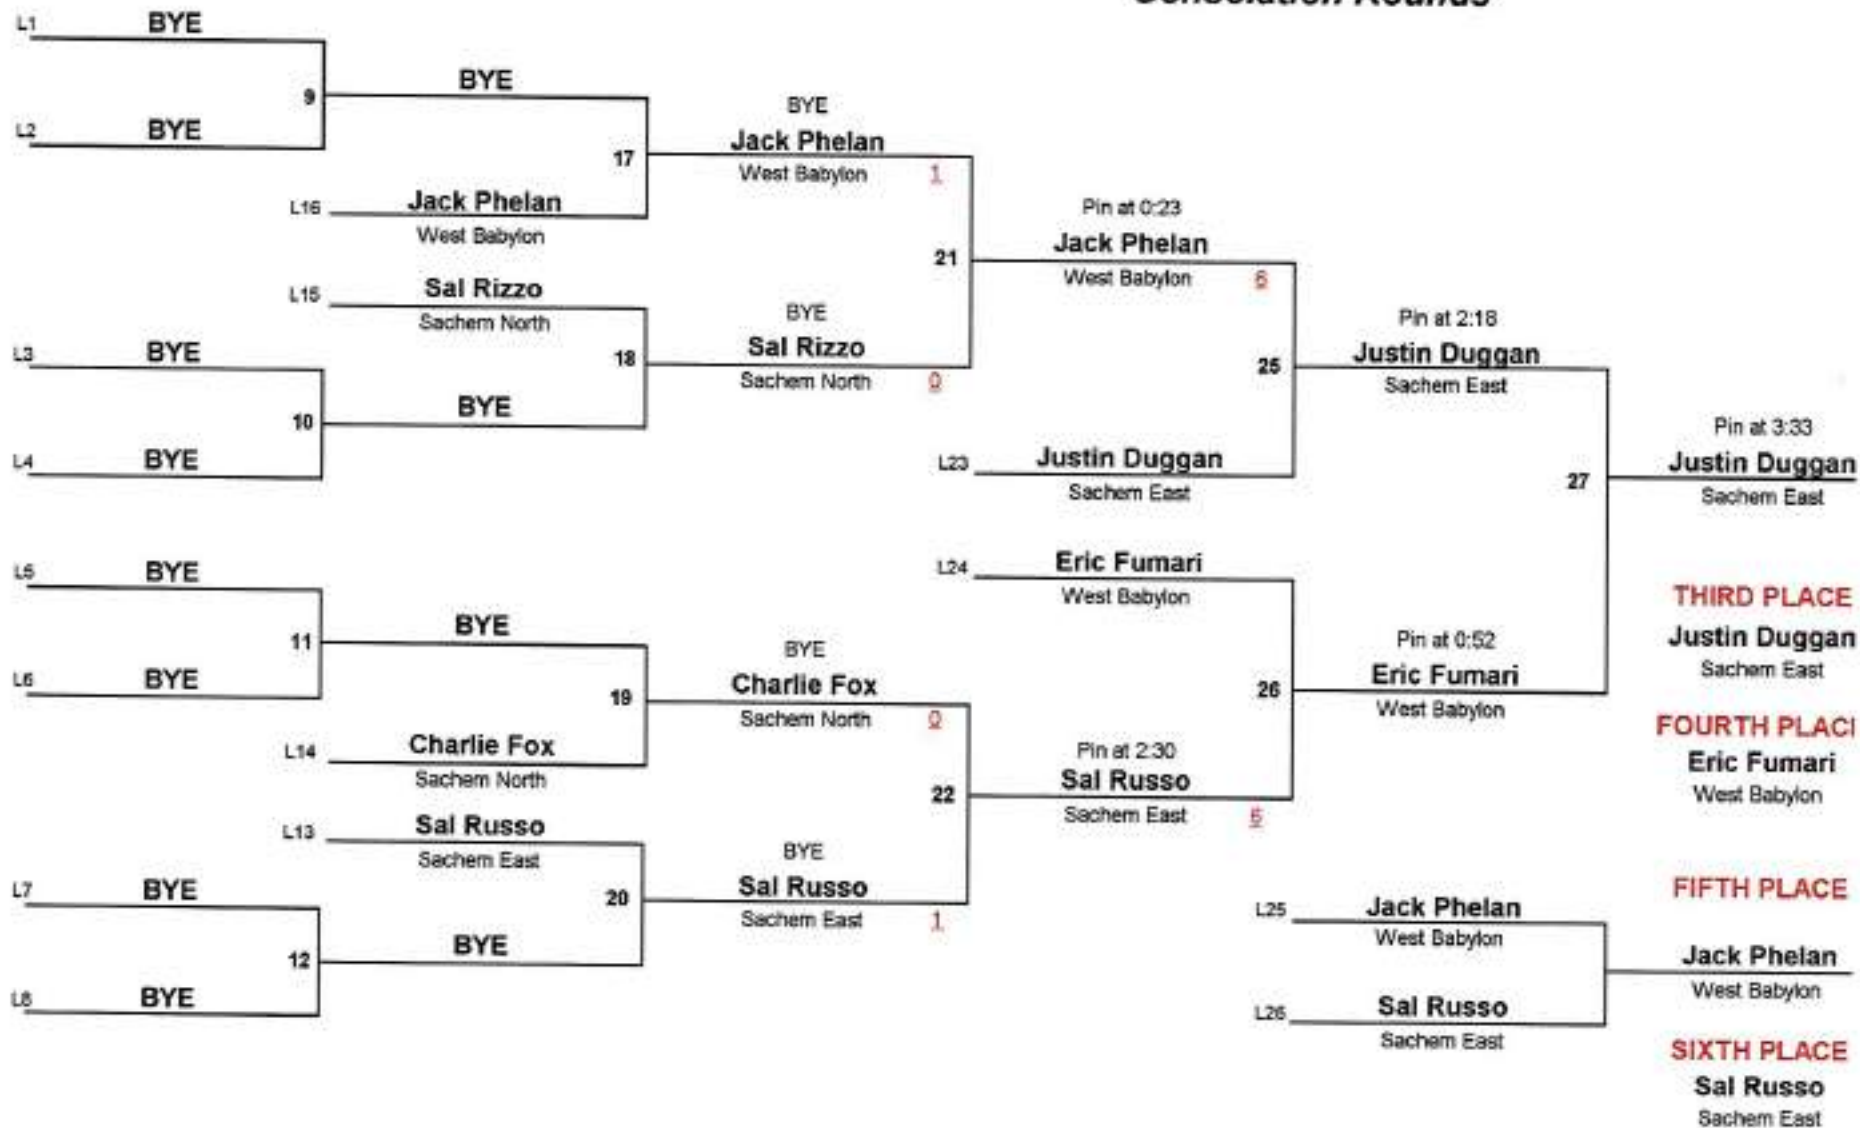 Consolation Rounds
L1 BYE
9
L2 BYE
BYE
17
L16 Jack Phelan
West Babylon
BYE
Jack Phelan
West Babylon 1
L15 Sal Rizzo
Sachem North
18
L3 BYE
10
L4 BYE
BYE
BYE
Sal Rizzo
Sachem North 0
21
Pin at 0:23
Jack Phelan
West Babylon 6
25
L23 Justin Duggan
Sachem East
Pin at 2:18
Justin Duggan
Sachem East
27
Pin at 3:33
Justin Duggan
Sachem East
L5 BYE
11
L6 BYE
BYE
19
L14 Charlie Fox
Sachem North
BYE
Charlie Fox
Sachem North 0
L13 Sal Russo
Sachem East
20
L7 BYE
12
L8 BYE
BYE
BYE
Sal Russo
Sachem East 1
22
Pin at 2:30
Sal Russo
Sachem East 6
L24 Eric Fumari
West Babylon
26
Pin at 0:52
Eric Fumari
West Babylon
THIRD PLACE
Justin Duggan
Sachem East
FOURTH PLACI
Eric Fumari
West Babylon
FIFTH PLACE
L25 Jack Phelan
West Babylon
L26 Sal Russo
Sachem East
Jack Phelan
West Babylon
SIXTH PLACE
Sal Russo
Sachem East